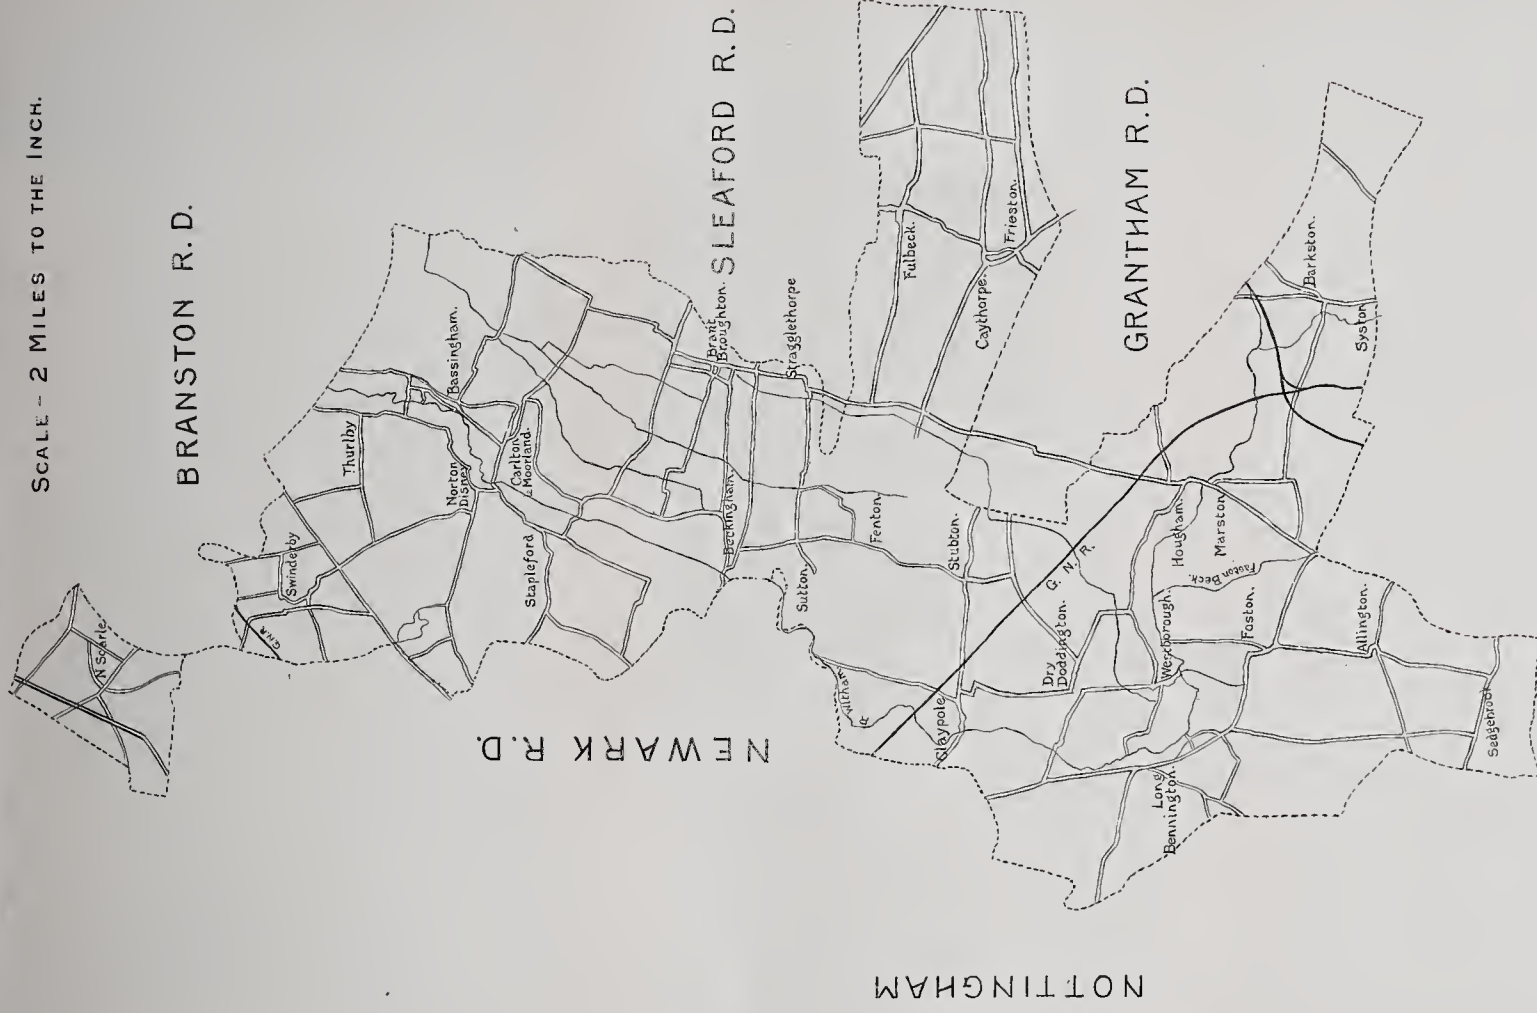 SCALE – 2 MILES TO THE INCH.
BRANSTON R. D.
SLEAFORD R. D.
GRANTHAM R. D.
NEWARK R.D.
NOTTINGHAM
N Scarle
G.N.R
Swinderby
Thurlby
Norton
Disney
Bassingham.
Carlton
le Moorland.
Stapleford
Brant
Broughton.
Stragglethorpe
Beckingham.
Sutton.
Fenton.
Stubton.
Fulbeck.
Caythorpe.
Frieston.
R. Witham
Claypole
G. N. R.
Dry
Doddington.
Hougham.
Marston.
Foston Beck.
Westborough.
Foston.
Long
Bennington.
Allington.
Sedgebrook
Barkston.
Syston